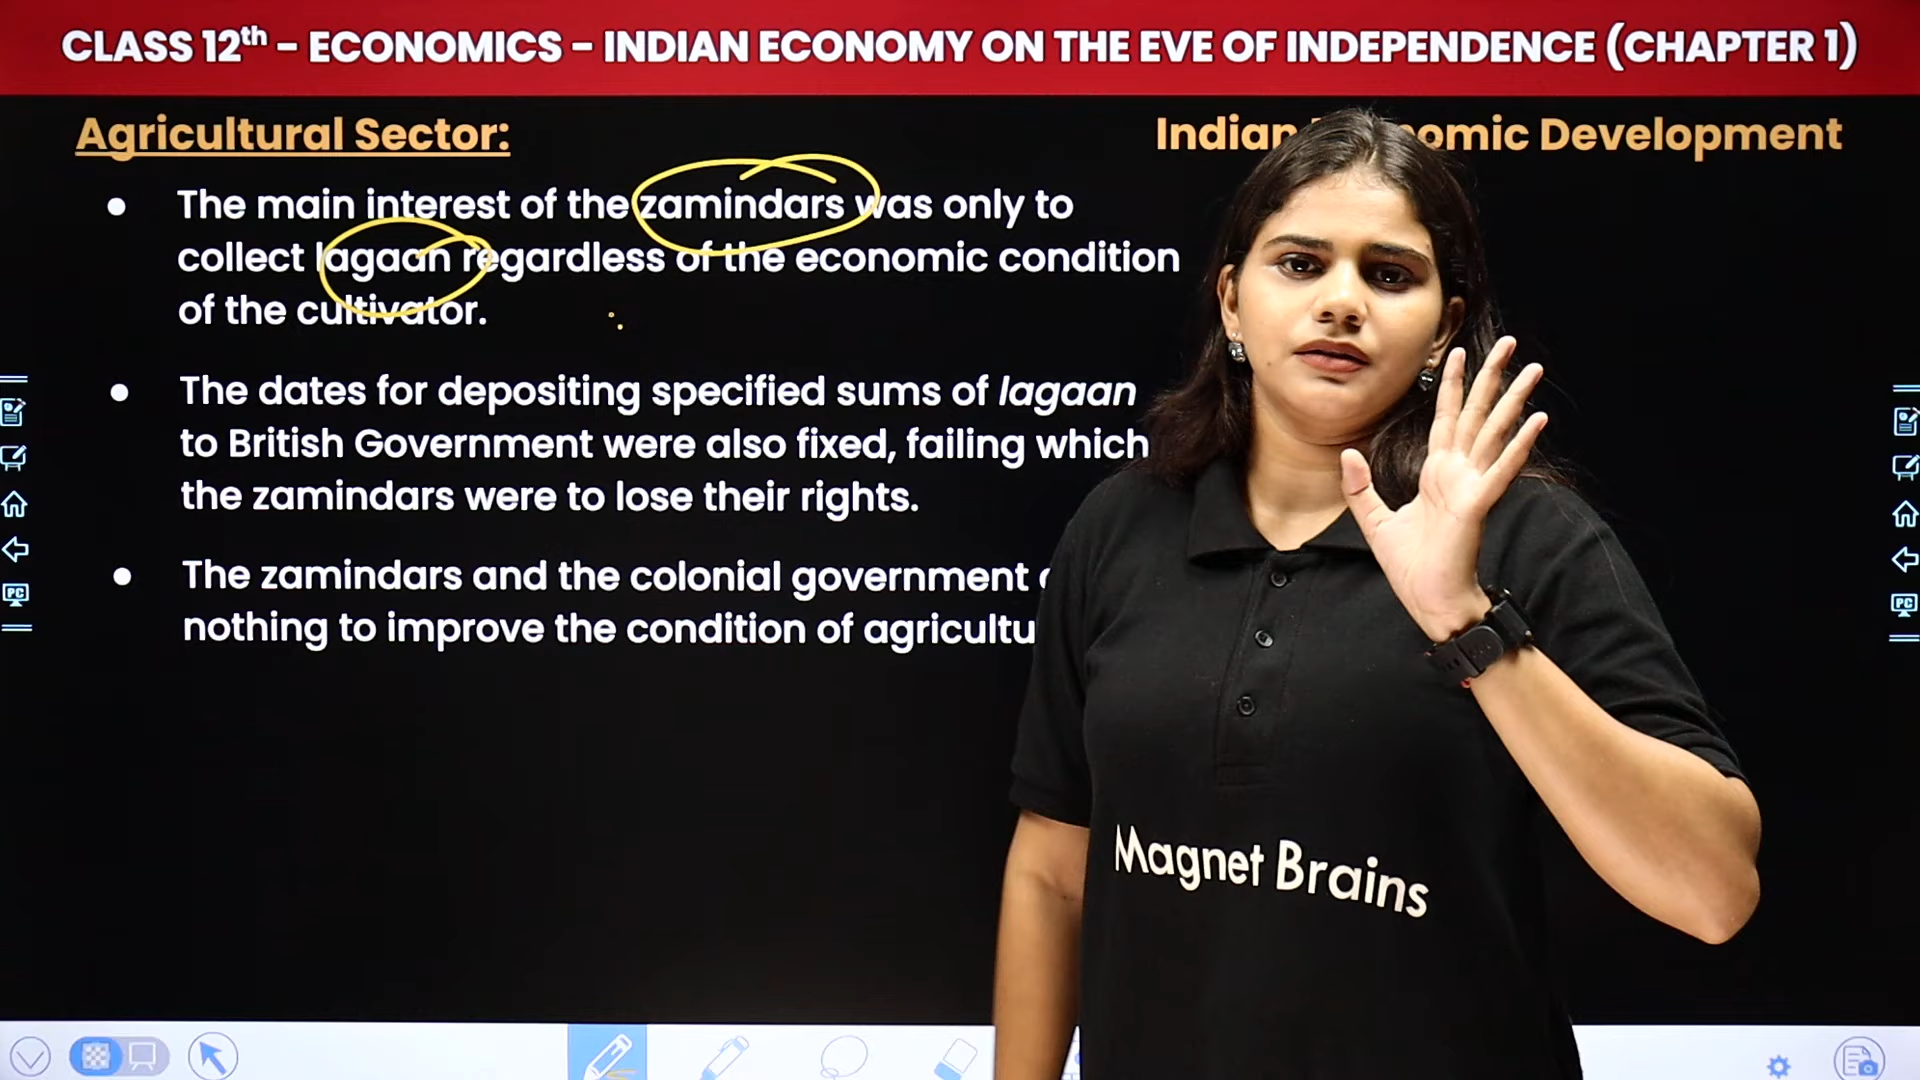 CLASS 12th – ECONOMICS – INDIAN ECONOMY ON THE EVE OF INDEPENDENCE (CHAPTER 1)
Agricultural Sector:
Indian omic Development
• The main interest of the zamindars was only to
collect lagaan regardless of the economic condition
of the cultivator.
• The dates for depositing specified sums of lagaan
to British Government were also fixed, failing which
the zamindars were to lose their rights.
• The zamindars and the colonial government
nothing to improve the condition of agricultu
PC
PC
Magnet Brains